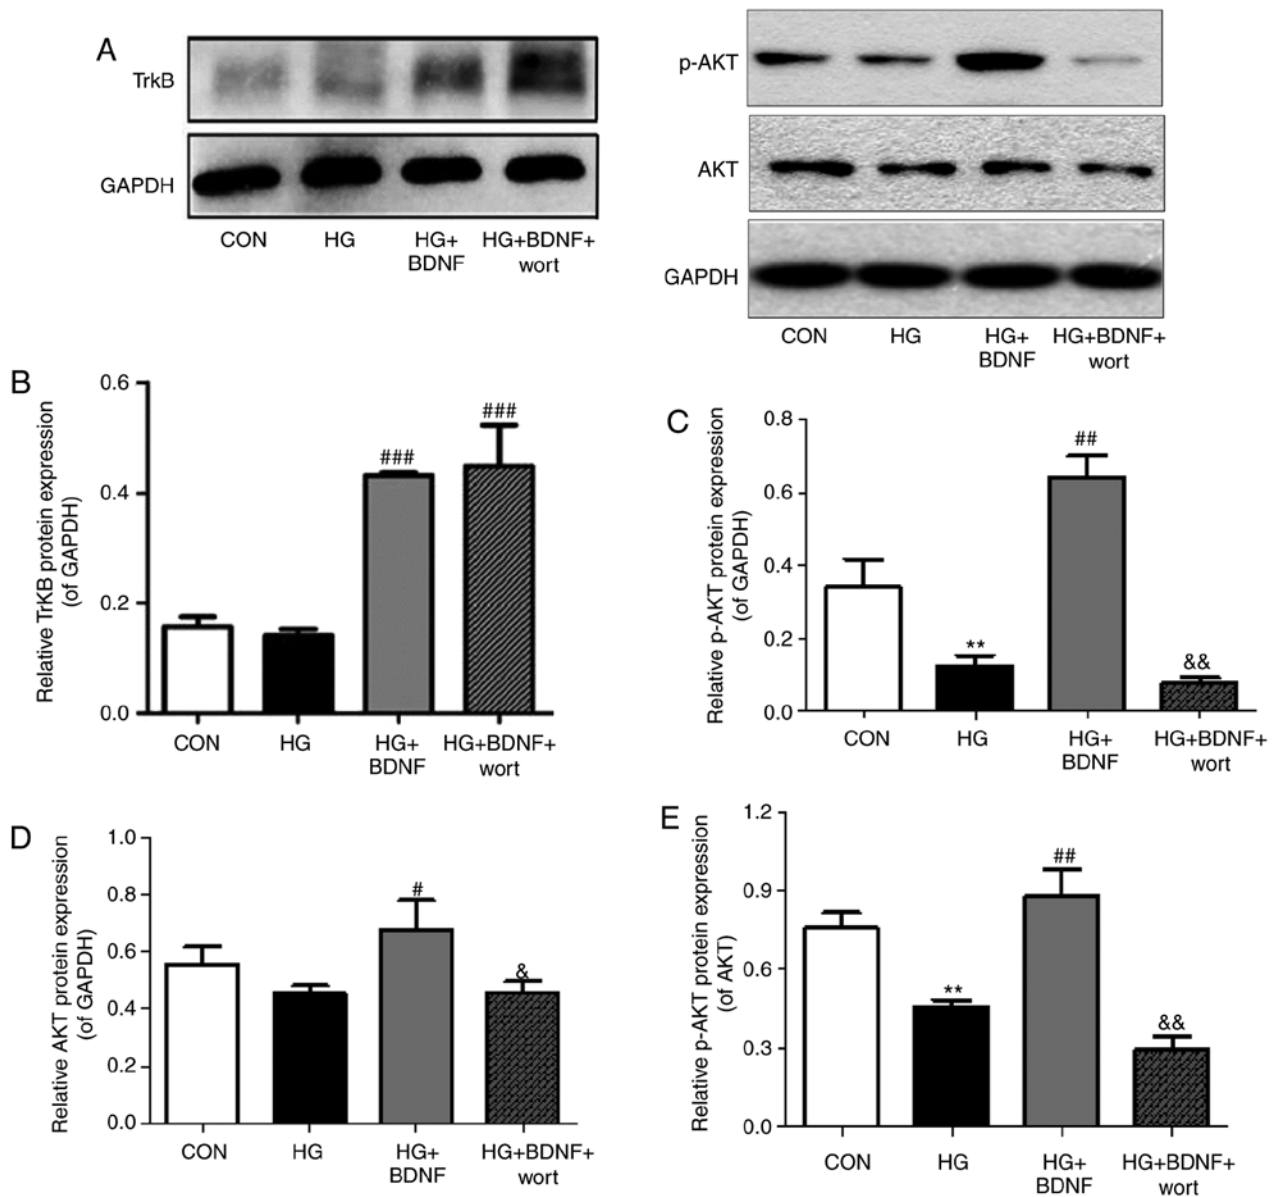 A
TrkB
GAPDH
CON HG HG+ HG+BDNF+
BDNF wort
p-AKT
AKT
GAPDH
CON HG HG+ HG+BDNF+
BDNF wort
B
Relative TrKB protein expression
(of GAPDH)
0.6
0.4
0.2
0.0
###
###
CON HG HG+ HG+BDNF+
BDNF wort
C
Relative p-AKT protein expression
(of GAPDH)
0.8
0.6
0.4
0.2
0.0
**
##
&&
CON HG HG+ HG+BDNF+
BDNF wort
D
Relative AKT protein expression
(of GAPDH)
1.0
0.8
0.6
0.4
0.2
0.0
#
&
CON HG HG+ HG+BDNF+
BDNF wort
E
Relative p-AKT protein expression
(of AKT)
1.2
0.9
0.6
0.3
0.0
**
##
&&
CON HG HG+ HG+BDNF+
BDNF wort